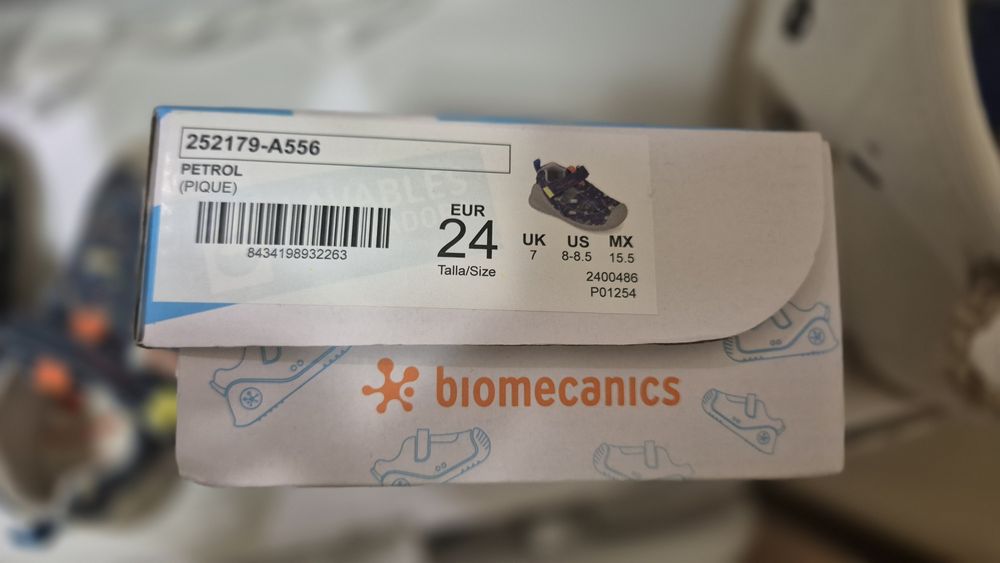 252179-A556
PETROL
(PIQUE)
8434198932263
EUR
24
Talla/Size
UK US MX
7 8-8.5 15.5
2400486
P01254
biomecanics